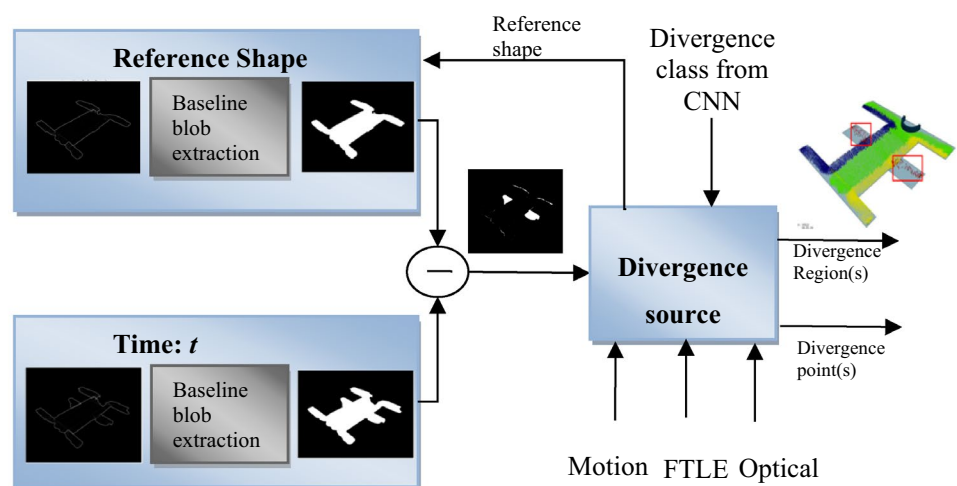 Reference Shape
Baseline
blob
extraction
Reference
shape
Divergence
class from
CNN
Divergence
source
Divergence
Region(s)
Divergence
point(s)
Time: t
Baseline
blob
extraction
Motion FTLE Optical